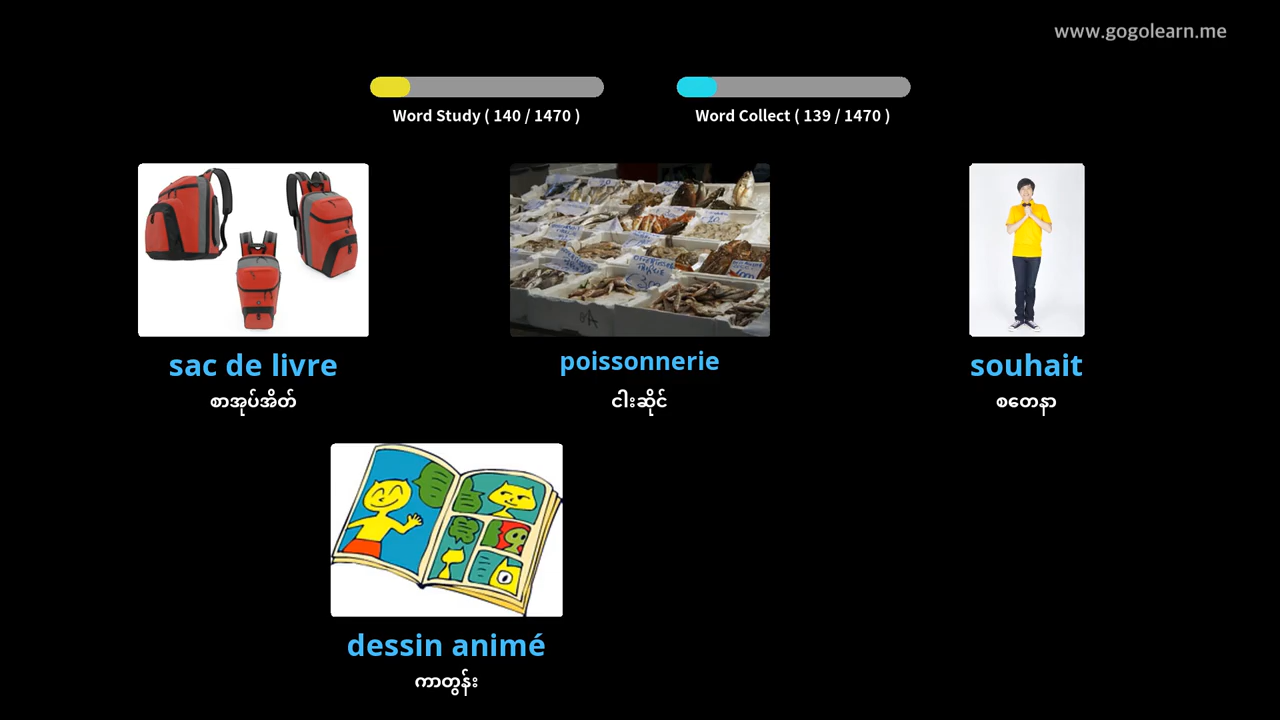 www.gogolearn.me
Word Study ( 140 / 1470 )
Word Collect ( 139 / 1470 )
sac de livre
poissonnerie
souhait
စာအုပ်အိတ်
ငါးဆိုင်
စတေနာ
dessin animé
ကာတွန်း